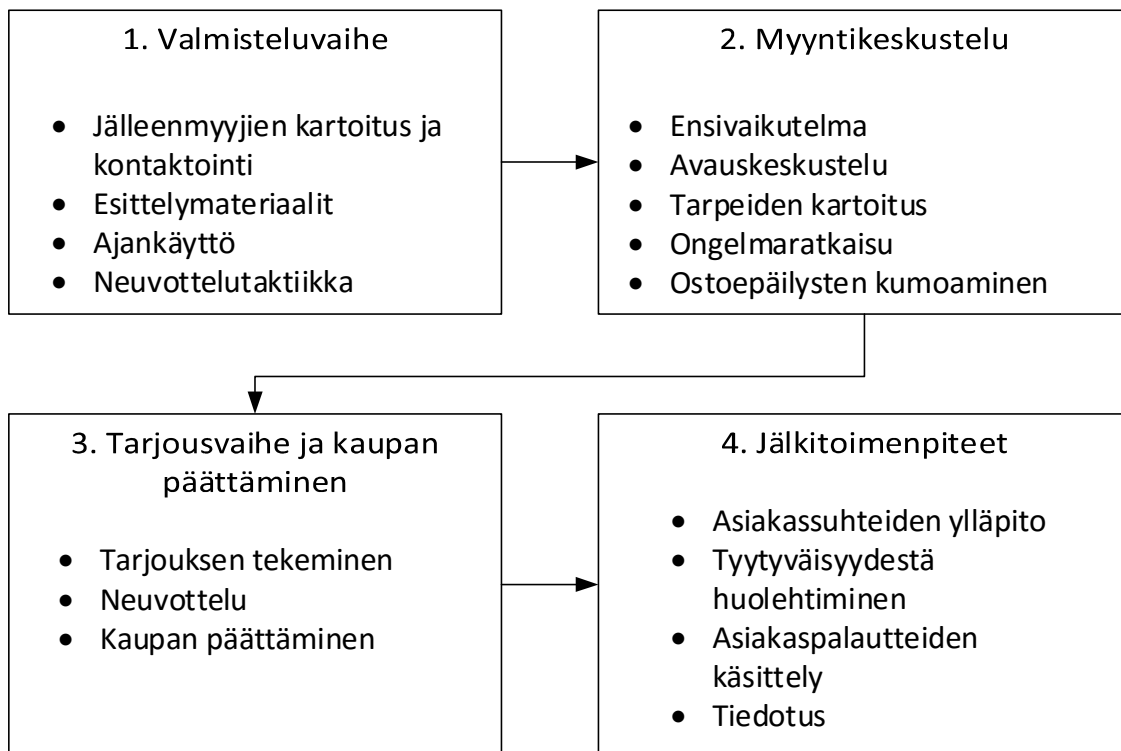 1. Valmisteluvaihe
• Jälleenmyyjien kartoitus ja
kontaktointi
• Esittelymateriaalit
• Ajankäyttö
• Neuvottelutaktiikka
2. Myyntikeskustelu
• Ensivaikutelma
• Avauskeskustelu
• Tarpeiden kartoitus
• Ongelmaratkaisu
• Ostoepäilysten kumoaminen
3. Tarjousvaihe ja kaupan
päättäminen
• Tarjouksen tekeminen
• Neuvottelu
• Kaupan päättäminen
4. Jälkitoimenpiteet
• Asiakassuhteiden ylläpito
• Tyytyväisyydestä
huolehtiminen
• Asiakaspalautteiden
käsittely
• Tiedotus